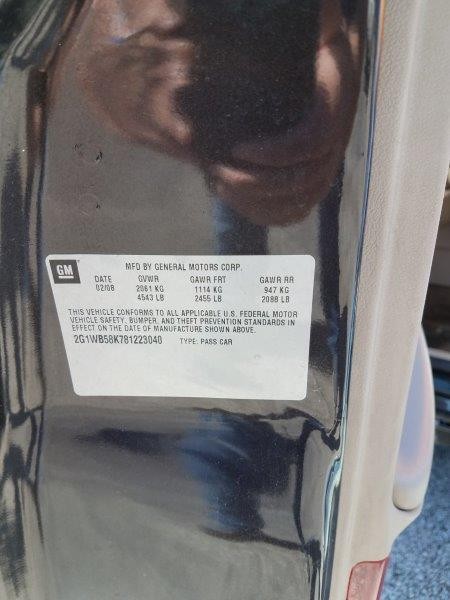 GM
MFD BY GENERAL MOTORS CORP.
DATE GVWR GAWR FRT GAWR RR
02/08 2061 KG 1114 KG 947 KG
4543 LB 2455 LB 2088 LB
THIS VEHICLE CONFORMS TO ALL APPLICABLE U.S. FEDERAL MOTOR
VEHICLE SAFETY, BUMPER, AND THEFT PREVENTION STANDARDS IN
EFFECT ON THE DATE OF MANUFACTURE SHOWN ABOVE.
2G1WB58K781223040 TYPE: PASS CAR